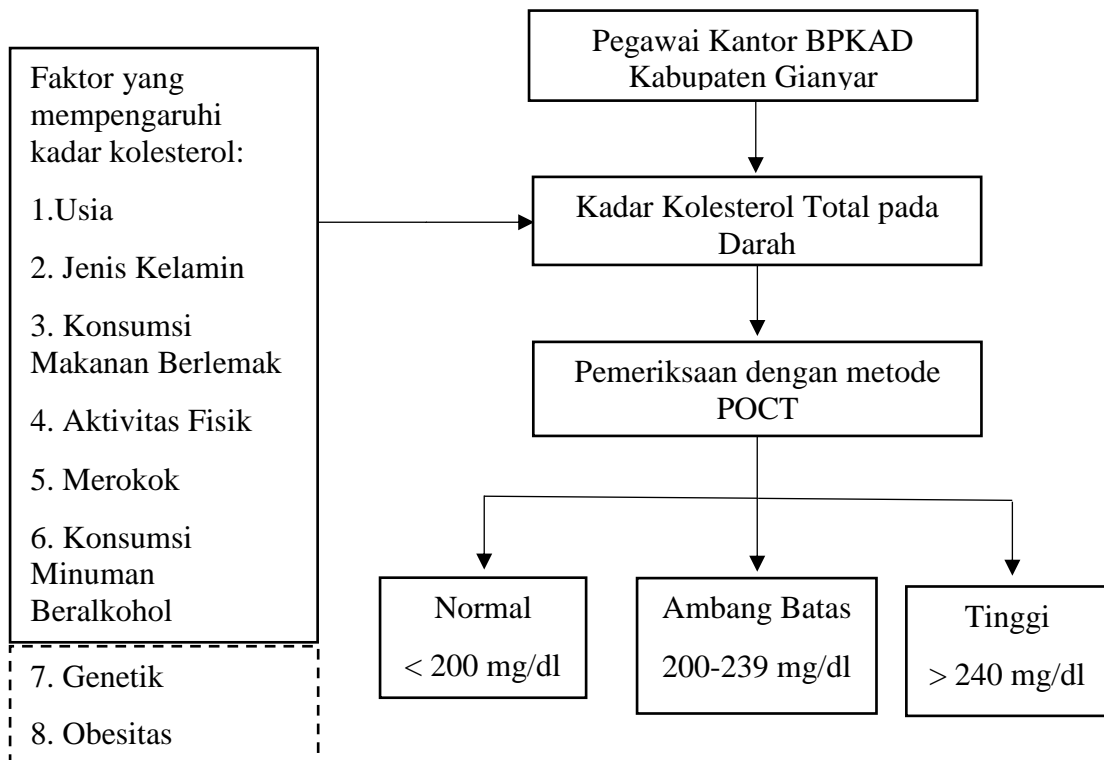 Faktor yang
mempengaruhi
kadar kolesterol:
1.Usia
2. Jenis Kelamin
3. Konsumsi
Makanan Berlemak
4. Aktivitas Fisik
5. Merokok
6. Konsumsi
Minuman
Beralkohol
7. Genetik
8. Obesitas
Pegawai Kantor BPKAD
Kabupaten Gianyar
Kadar Kolesterol Total pada
Darah
Pemeriksaan dengan metode
POCT
Normal
< 200 mg/dl
Ambang Batas
200-239 mg/dl
Tinggi
> 240 mg/dl